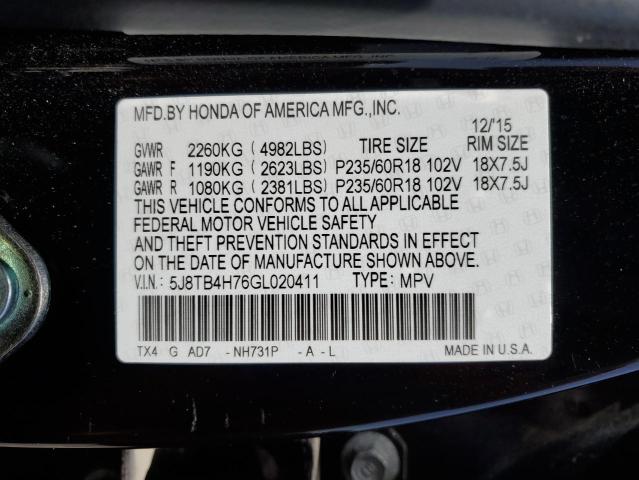 MFD.BY HONDA OF AMERICA MFG.,INC.
12/'15
GVWR 2260KG (4982LBS) TIRE SIZE RIM SIZE
GAWR F 1190KG (2623LBS) P235/60R18 102V 18X7.5J
GAWR R 1080KG (2381LBS) P235/60R18 102V 18X7.5J
THIS VEHICLE CONFORMS TO ALL APPLICABLE
FEDERAL MOTOR VEHICLE SAFETY
AND THEFT PREVENTION STANDARDS IN EFFECT
ON THE DATE OF MANUFACTURE SHOWN ABOVE.
V.I.N: 5J8TB4H76GL020411 TYPE: MPV
TX4 G AD7 - NH731P - A - L MADE IN U.S.A.